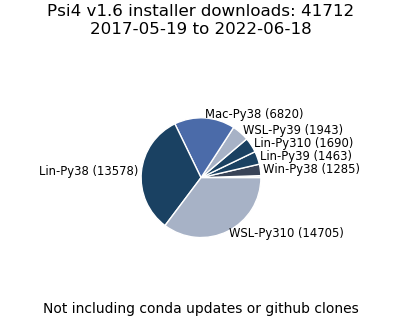 Psi4 v1.6 installer downloads: 41712
2017-05-19 to 2022-06-18
Mac-Py38 (6820)
WSL-Py39 (1943)
Lin-Py310 (1690)
Lin-Py39 (1463)
Win-Py38 (1285)
Lin-Py38 (13578)
WSL-Py310 (14705)
Not including conda updates or github clones